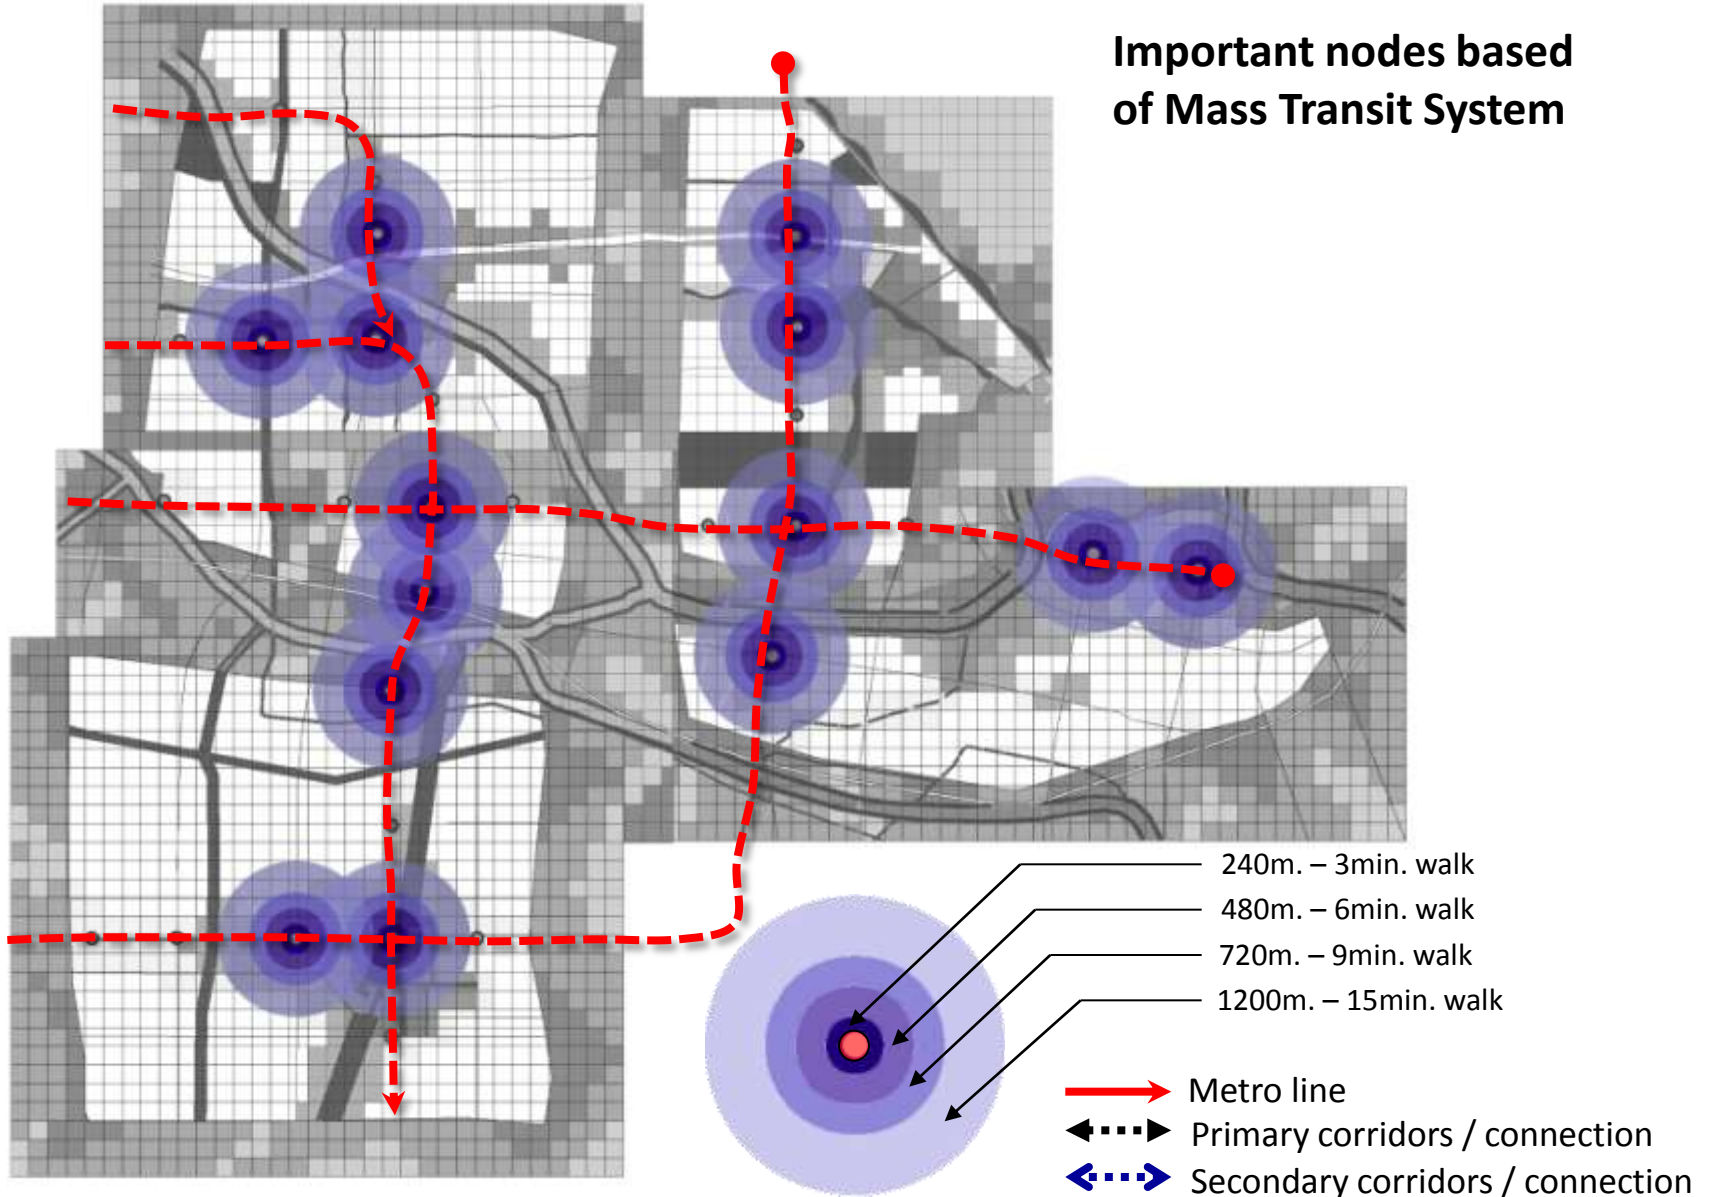 Important nodes based
of Mass Transit System
240m. – 3min. walk
480m. – 6min. walk
720m. – 9min. walk
1200m. – 15min. walk
Metro line
Primary corridors / connection
Secondary corridors / connection